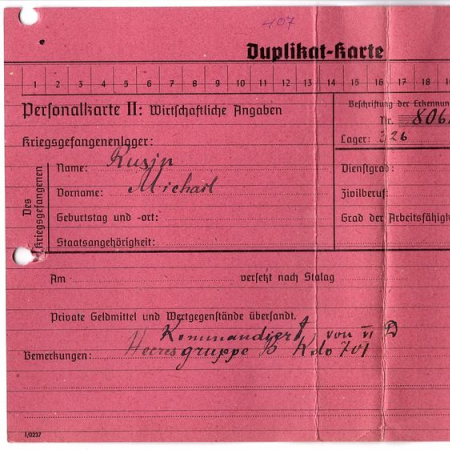 407
Duplikat-Karte
1 2 3 4 5 6 7 8 9 10 11 12 13 14 15 16 17 18
Personalkarte II: Wirtschaftliche Angaben
Beschriftung der Erkennun
Nr. 806
Kriegsgefangenenlager:
Lager: 326
Des Kriegsgefangenen
Name: Kusin
Dienstgrad:
Vorname: Michail
Zivilberuf:
Geburtstag und -ort:
Grad der Arbeitsfähigk
Staatsangehörigkeit:
Am versetzt nach Stalag
Private Geldmittel und Wertgegenstände übersandt.
Kommandiert von VI D
Bemerkungen: Heeresgruppe B Kdo 701
I/0237